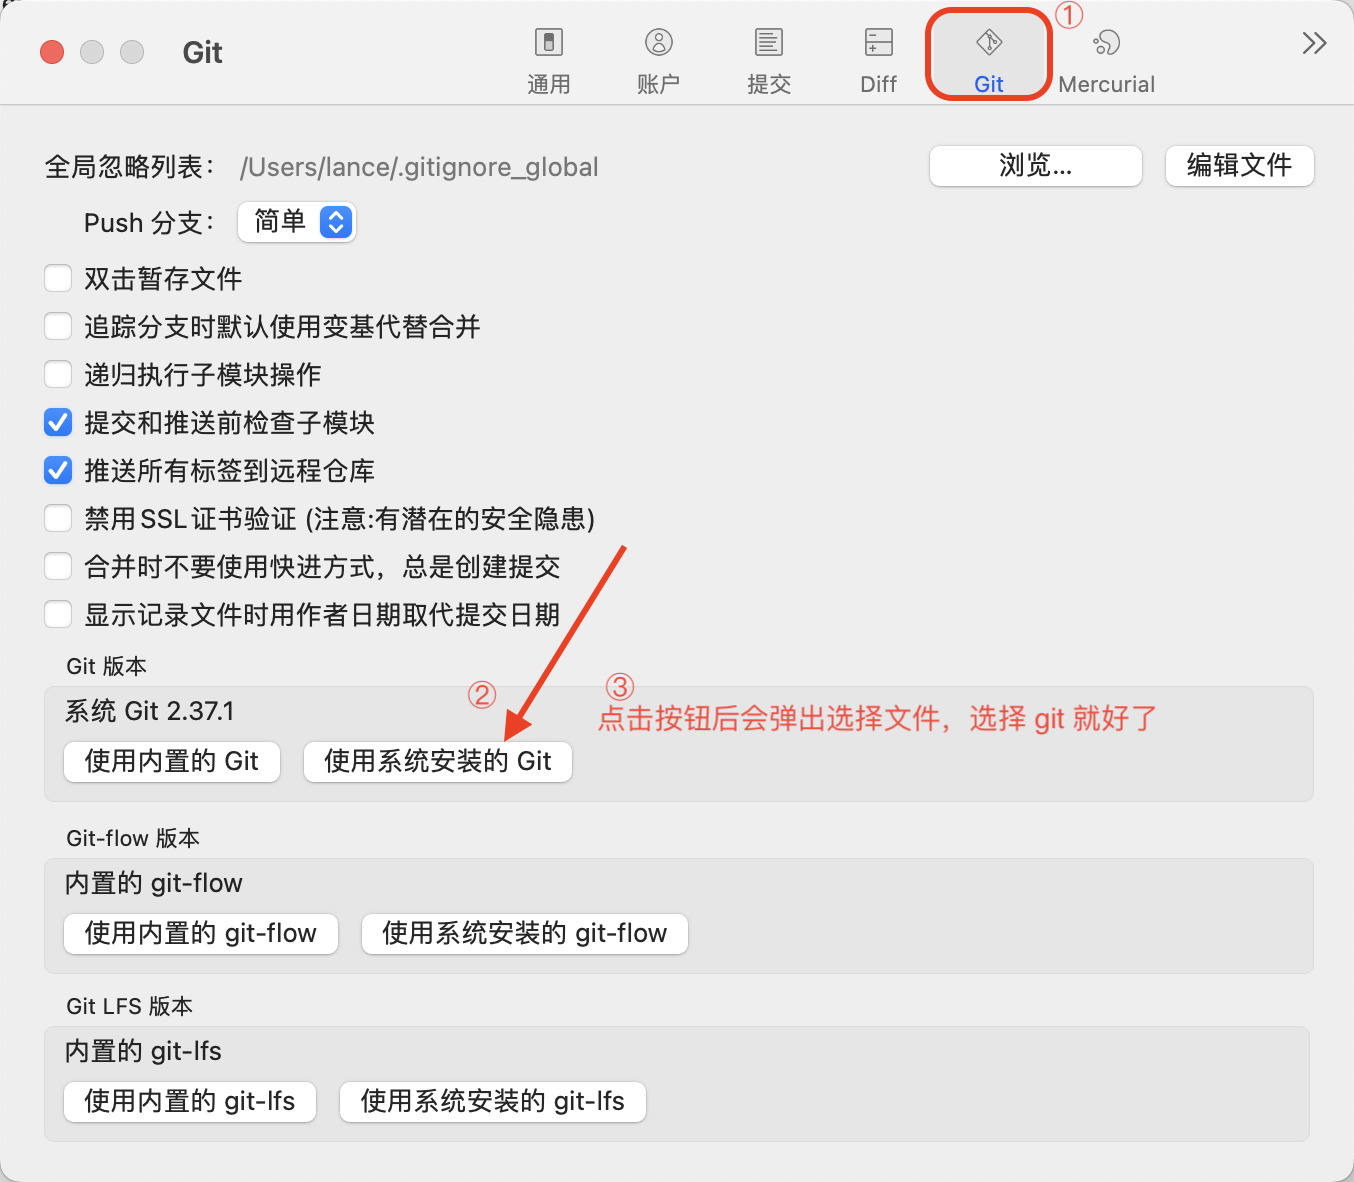 Git
通用
账户
提交
Diff
Git
①
Mercurial
全局忽略列表：
/Users/lance/.gitignore_global
浏览...
编辑文件
Push 分支：
简单
双击暂存文件
追踪分支时默认使用变基代替合并
递归执行子模块操作
提交和推送前检查子模块
推送所有标签到远程仓库
禁用SSL证书验证 (注意:有潜在的安全隐患)
合并时不要使用快进方式，总是创建提交
显示记录文件时用作者日期取代提交日期
Git 版本
系统 Git 2.37.1
②
③
点击按钮后会弹出选择文件，选择 git 就好了
使用内置的 Git
使用系统安装的 Git
Git-flow 版本
内置的 git-flow
使用内置的 git-flow
使用系统安装的 git-flow
Git LFS 版本
内置的 git-lfs
使用内置的 git-lfs
使用系统安装的 git-lfs